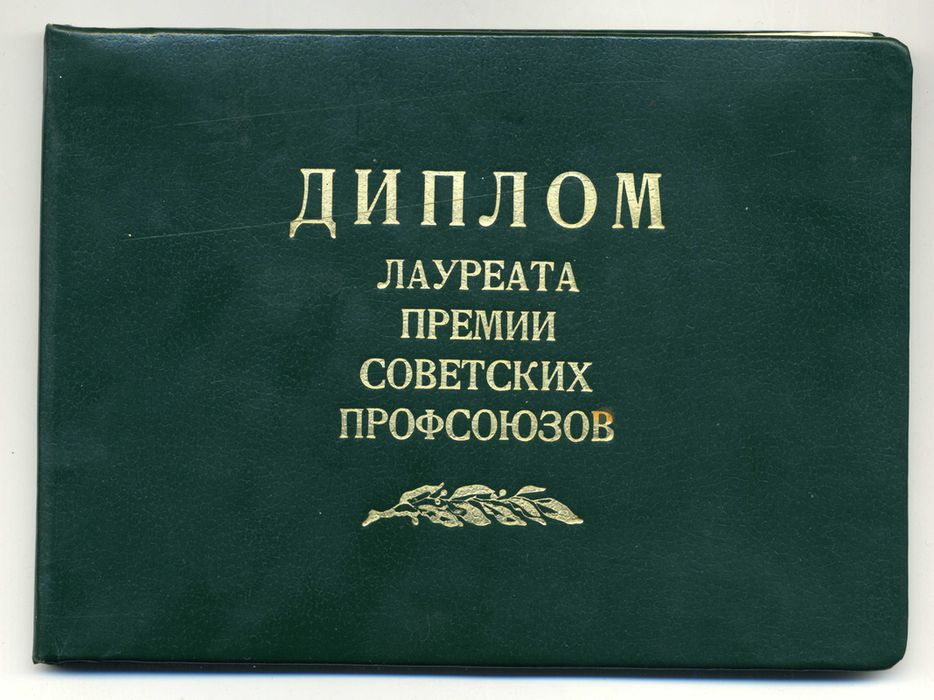 ДИПЛОМ
ЛАУРЕАТА
ПРЕМИИ
СОВЕТСКИХ
ПРОФСОЮЗОВ